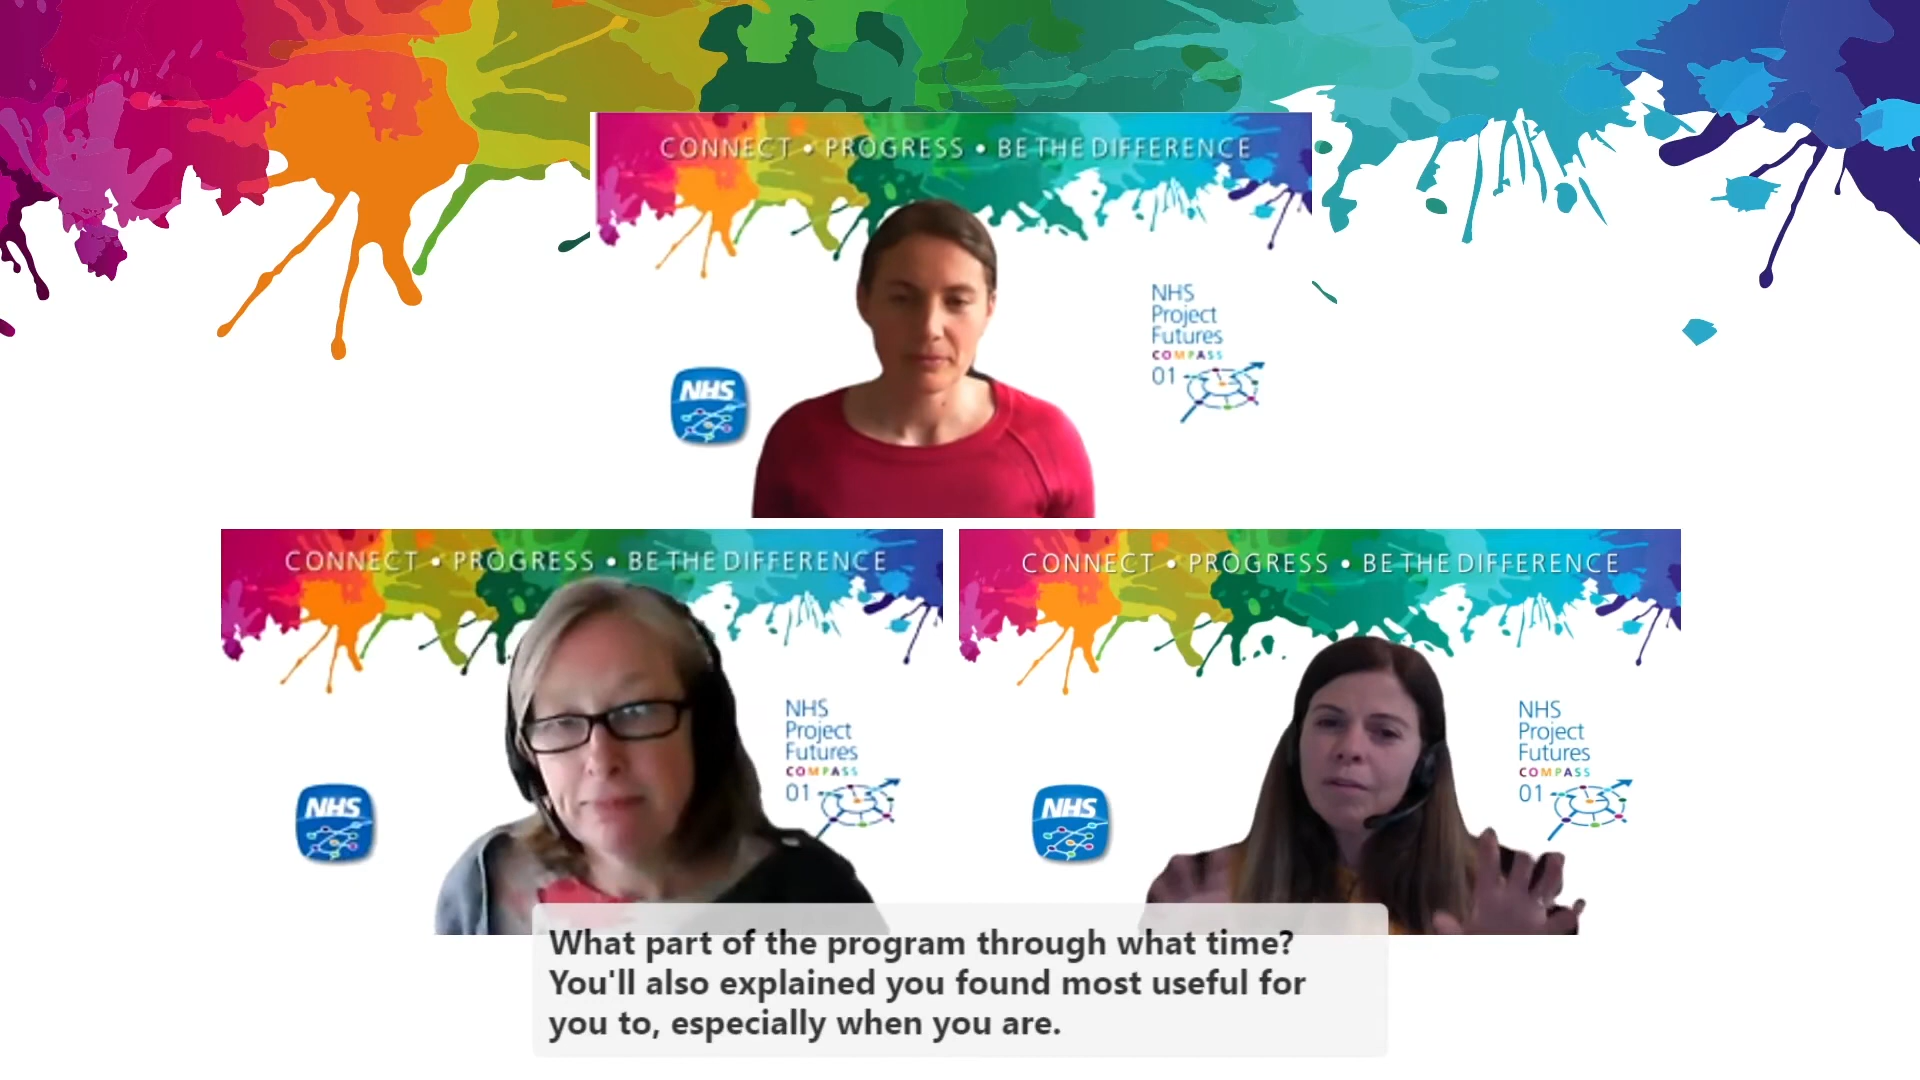 CONNECT • PROGRESS • BE THE DIFFERENCE
NHS
Project
Futures
COMPASS
01
NHS
CONNECT • PROGRESS • BE THE DIFFERENCE
NHS
Project
Futures
COMPASS
01
NHS
CONNECT • PROGRESS • BE THE DIFFERENCE
NHS
Project
Futures
COMPASS
01
NHS
What part of the program through what time?
You'll also explained you found most useful for
you to, especially when you are.